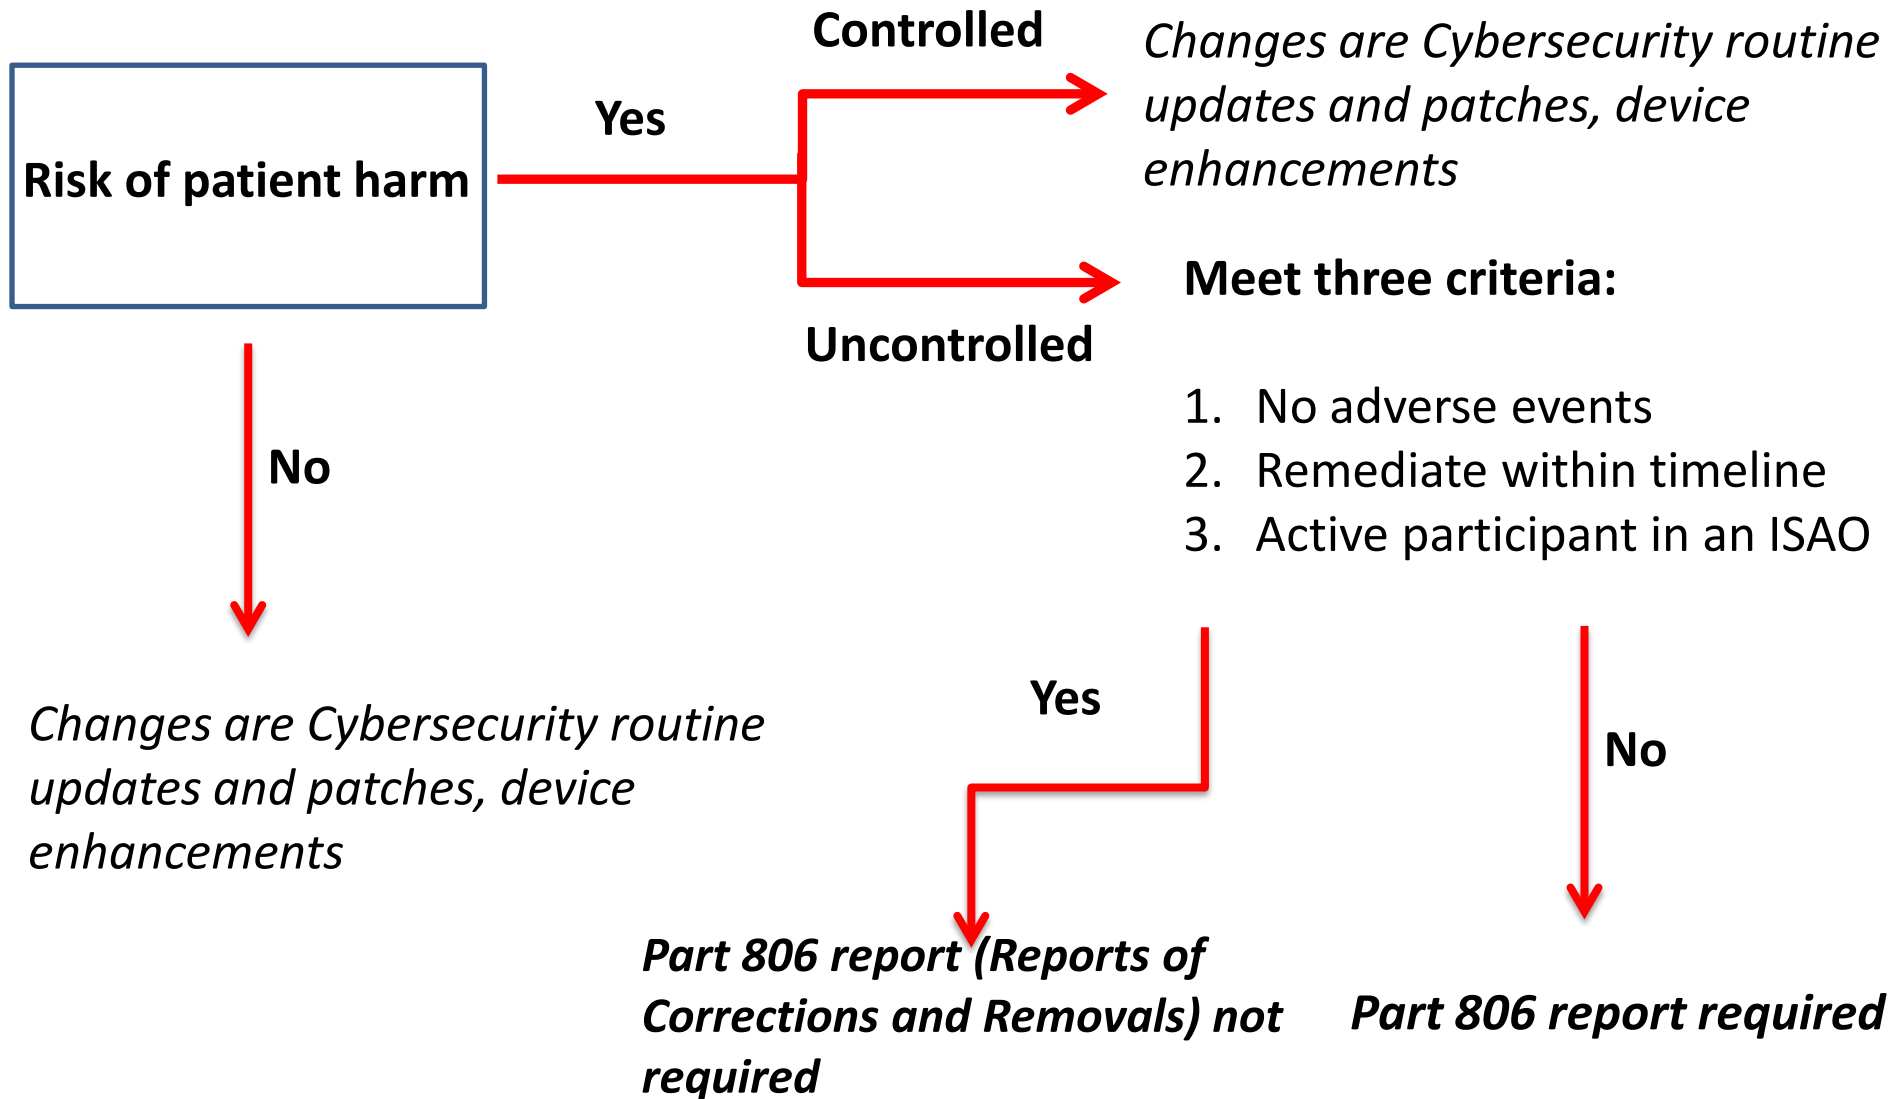 Controlled
Changes are Cybersecurity routine
updates and patches, device
enhancements
Yes
Risk of patient harm
Uncontrolled
Meet three criteria:
1. No adverse events
2. Remediate within timeline
3. Active participant in an ISAO
No
Changes are Cybersecurity routine
updates and patches, device
enhancements
Yes
No
Part 806 report (Reports of
Corrections and Removals) not
required
Part 806 report required